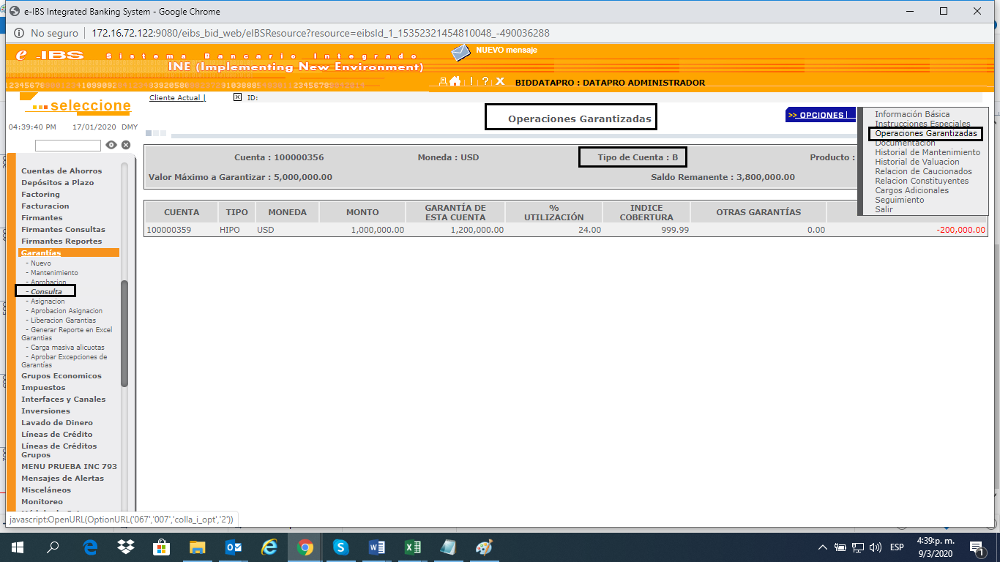 e-IBS Integrated Banking System - Google Chrome
No seguro 172.16.72.122:9080/eibs_bid_web/eIBSResource?resource=eibsId_1_15352321454810048_-490036288
e -IBS Sistema Bancario Integrado
INE (Implementing New Environment)
NUEVO mensaje
! ? X BIDDATAPRO : DATAPRO ADMINISTRADOR
...seleccione
04:39:40 PM 17/01/2020 DMY
Cliente Actual | ID:
Operaciones Garantizadas
>> OPCIONES
Información Básica
Instrucciones Especiales
Operaciones Garantizadas
Documentacion
Historial de Mantenimiento
Historial de Valuacion
Relacion de Caucionados
Relacion Constituyentes
Cargos Adicionales
Seguimiento
Salir
Cuenta : 100000356 Moneda : USD Tipo de Cuenta : B Producto :
Valor Máximo a Garantizar : 5,000,000.00 Saldo Remanente : 3,800,000.00
CUENTA TIPO MONEDA MONTO GARANTÍA DE ESTA CUENTA % UTILIZACIÓN INDICE COBERTURA OTRAS GARANTÍAS
100000359 HIPO USD 1,000,000.00 1,200,000.00 24.00 999.99 0.00 -200,000.00
Cuentas de Ahorros
Depósitos a Plazo
Factoring
Facturacion
Firmantes
Firmantes Consultas
Firmantes Reportes
Garantías
- Nuevo
- Mantenimiento
- Aprobacion
- Consulta
- Asignacion
- Aprobacion Asignacion
- Liberacion Garantias
- Generar Reporte en Excel
Garantias
- Carga masiva alicuotas
- Aprobar Excepciones de
Garantías
Grupos Economicos
Impuestos
Interfaces y Canales
Inversiones
Lavado de Dinero
Líneas de Crédito
Líneas de Créditos
Grupos
MENU PRUEBA INC 793
Mensajes de Alertas
Misceláneos
Monitoreo
javascript:OpenURL(OptionURL('067','007','colla_i_opt','2'))
ESP
4:39:p. m.
9/3/2020
1